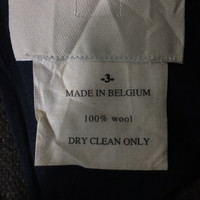 -3-
MADE IN BELGIUM
100% wool
DRY CLEAN ONLY